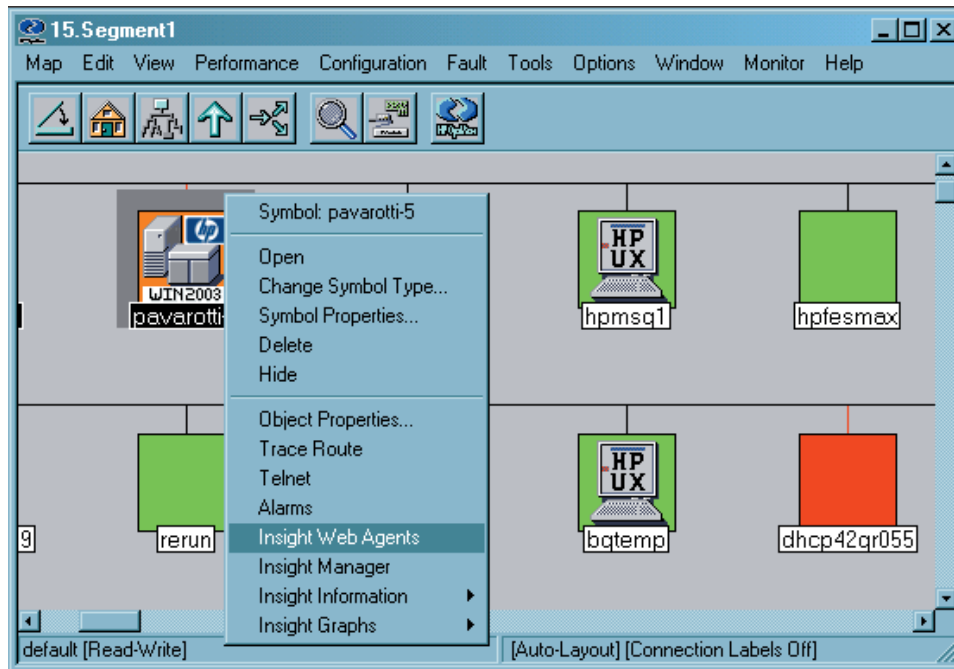 15.Segment1
Map Edit View Performance Configuration Fault Tools Options Window Monitor Help
HP OpenView
Symbol: pavarotti-5
Open
Change Symbol Type...
Symbol Properties...
Delete
Hide
Object Properties...
Trace Route
Telnet
Alarms
Insight Web Agents
Insight Manager
Insight Information
Insight Graphs
hp
WIN2003
pavarotti-
HP
UX
hpmsq1
hpfesmax
9
rerun
HP
UX
bqtemp
dhcp42qr055
default [Read-Write]
[Auto-Layout] [Connection Labels Off]